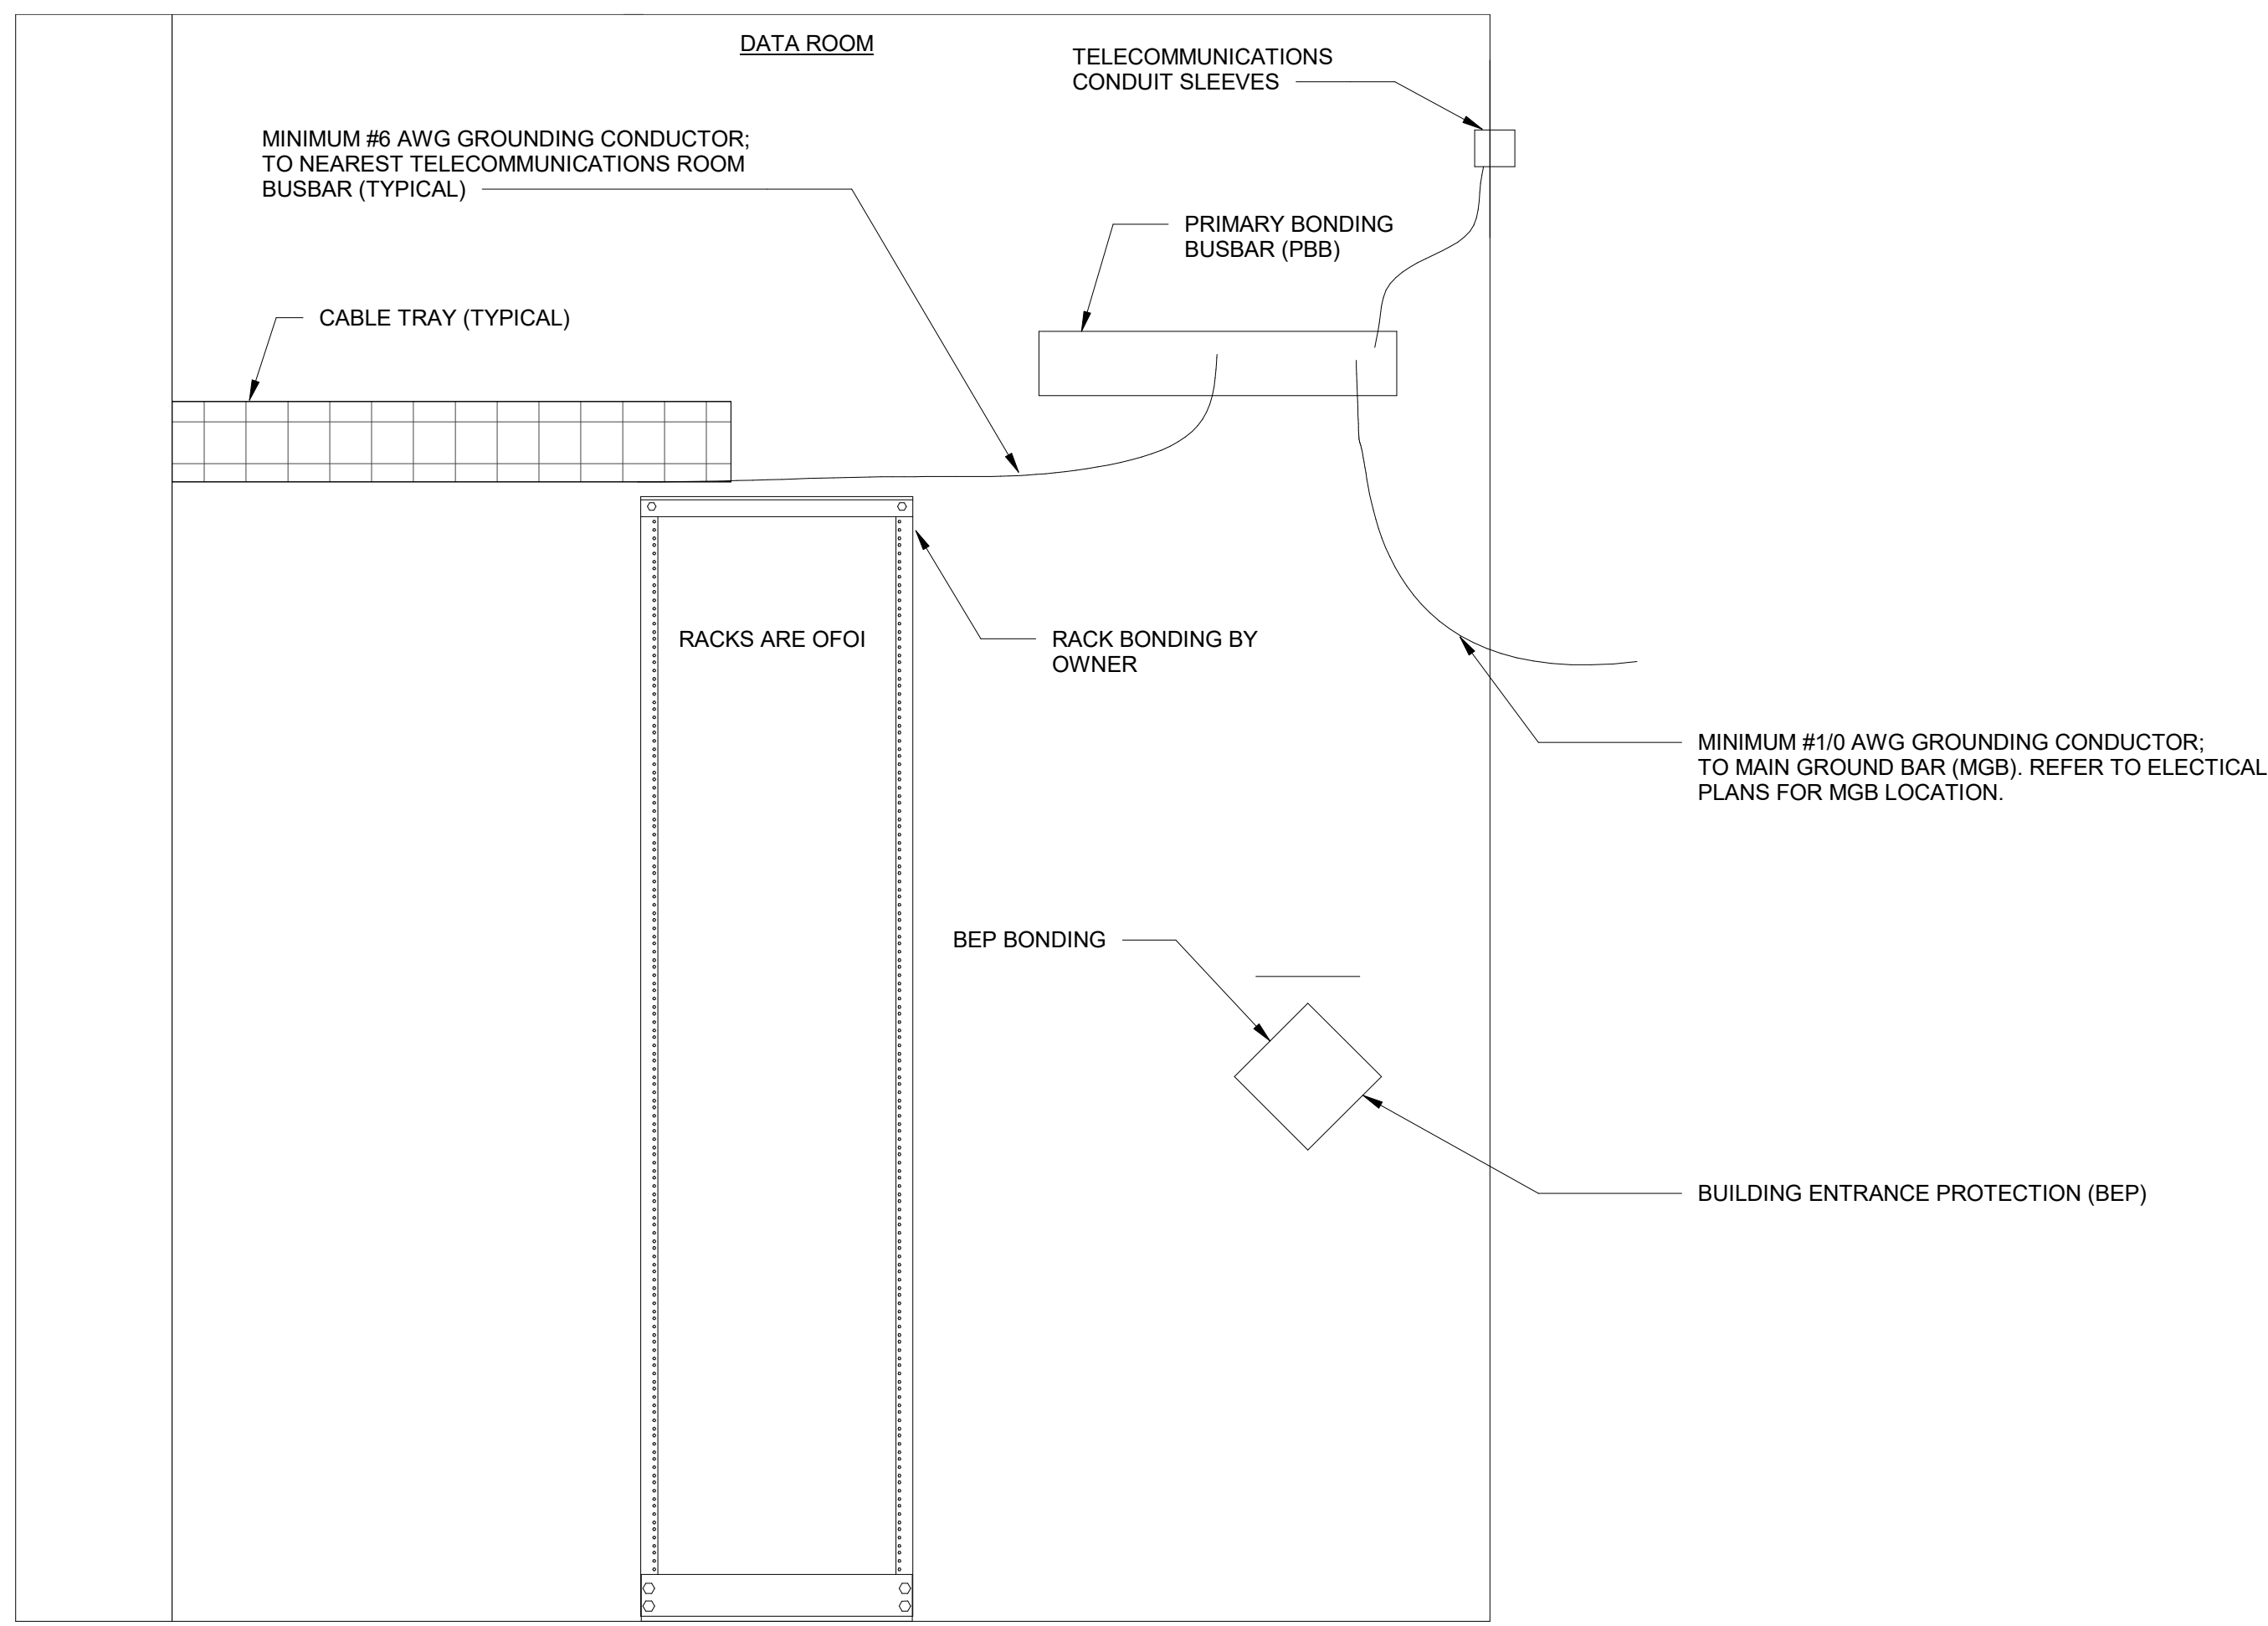 DATA ROOM
TELECOMMUNICATIONS
CONDUIT SLEEVES
MINIMUM #6 AWG GROUNDING CONDUCTOR;
TO NEAREST TELECOMMUNICATIONS ROOM
BUSBAR (TYPICAL)
PRIMARY BONDING
BUSBAR (PBB)
CABLE TRAY (TYPICAL)
RACKS ARE OFOI
RACK BONDING BY
OWNER
MINIMUM #1/0 AWG GROUNDING CONDUCTOR;
TO MAIN GROUND BAR (MGB). REFER TO ELECTICAL
PLANS FOR MGB LOCATION.
BEP BONDING
BUILDING ENTRANCE PROTECTION (BEP)